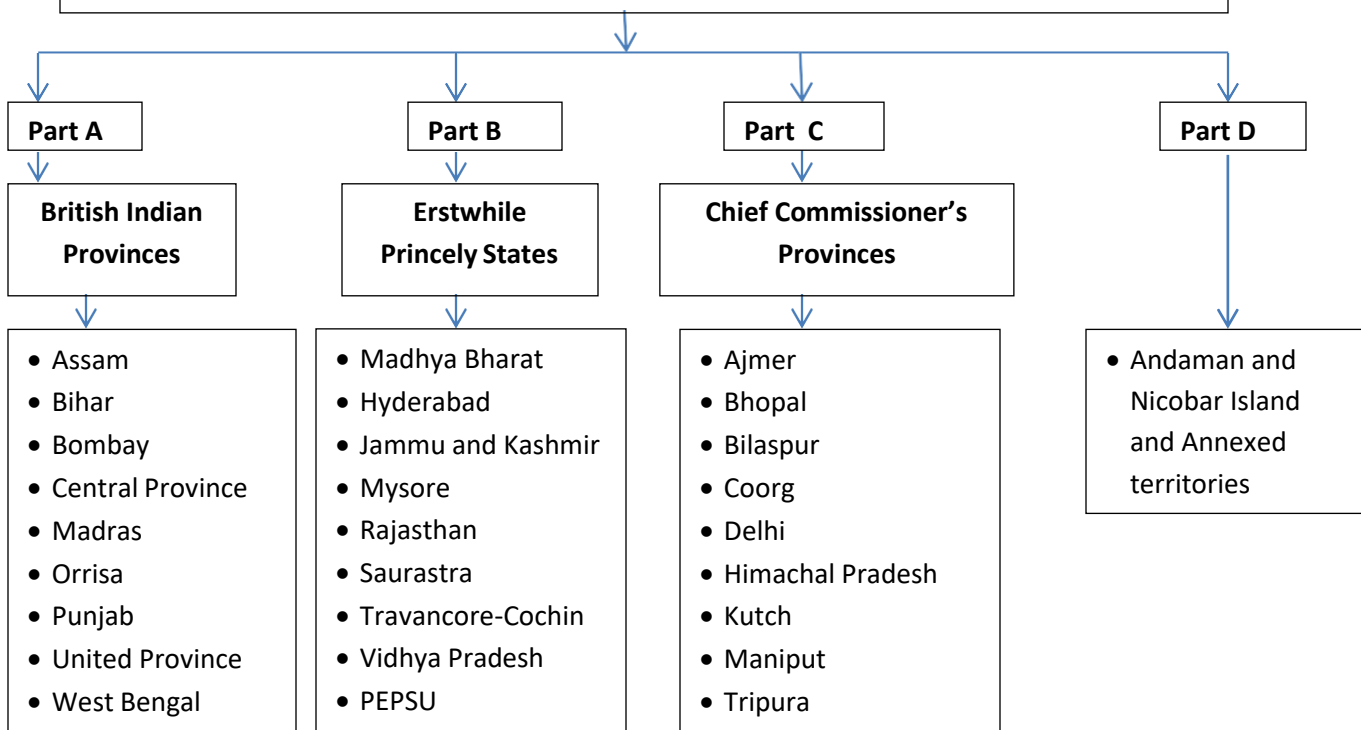 Part A
Part B
Part C
Part D
British Indian
Provinces
Erstwhile
Princely States
Chief Commissioner’s
Provinces
• Assam
• Bihar
• Bombay
• Central Province
• Madras
• Orrisa
• Punjab
• United Province
• West Bengal
• Madhya Bharat
• Hyderabad
• Jammu and Kashmir
• Mysore
• Rajasthan
• Saurastra
• Travancore-Cochin
• Vidhya Pradesh
• PEPSU
• Ajmer
• Bhopal
• Bilaspur
• Coorg
• Delhi
• Himachal Pradesh
• Kutch
• Maniput
• Tripura
• Andaman and
Nicobar Island
and Annexed
territories